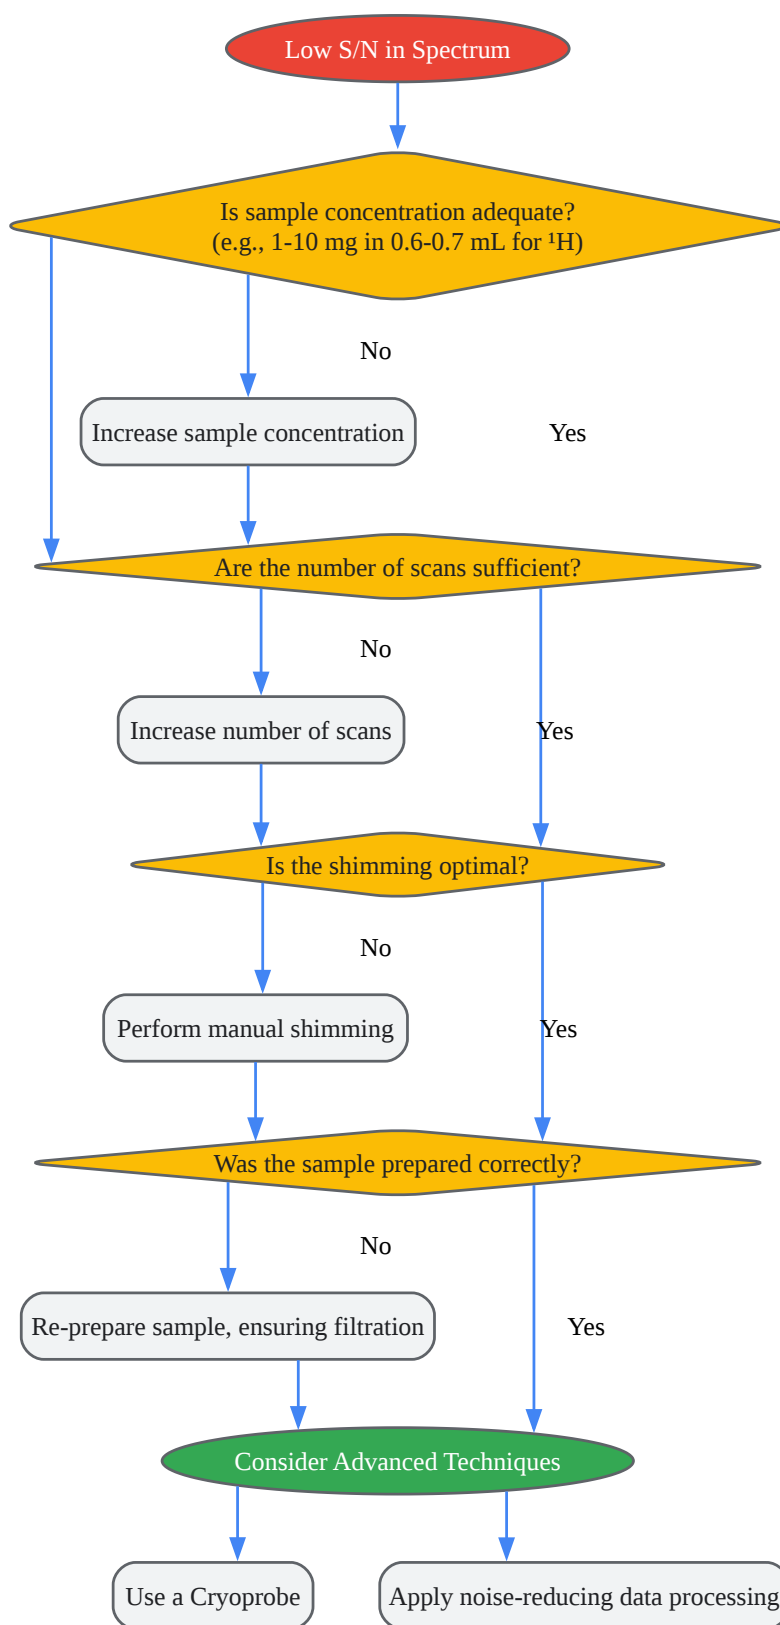 Low S/N in Spectrum
Is sample concentration adequate?
(e.g., 1-10 mg in 0.6-0.7 mL for ¹H)
No
Increase sample concentration
Yes
Are the number of scans sufficient?
No
Increase number of scans
Yes
Is the shimming optimal?
No
Perform manual shimming
Yes
Was the sample prepared correctly?
No
Re-prepare sample, ensuring filtration
Yes
Consider Advanced Techniques
Use a Cryoprobe
Apply noise-reducing data processing